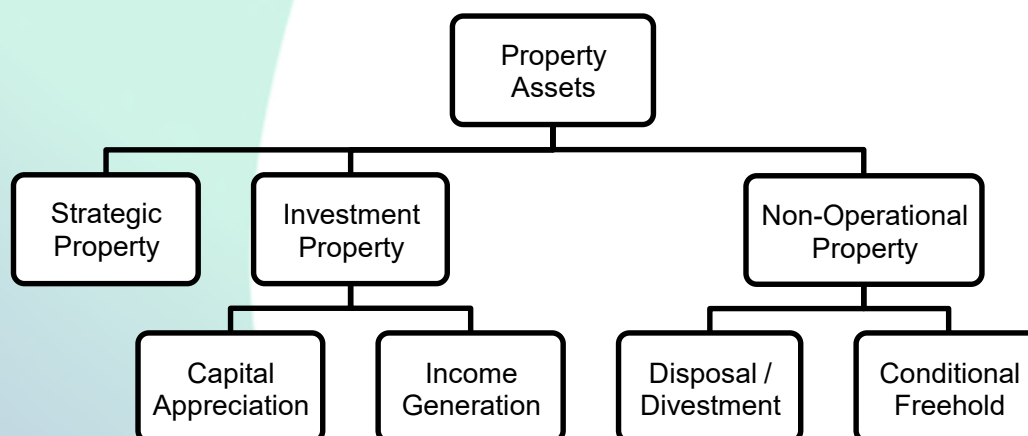 Property
Assets
Strategic
Property
Investment
Property
Non-Operational
Property
Capital
Appreciation
Income
Generation
Disposal /
Divestment
Conditional
Freehold